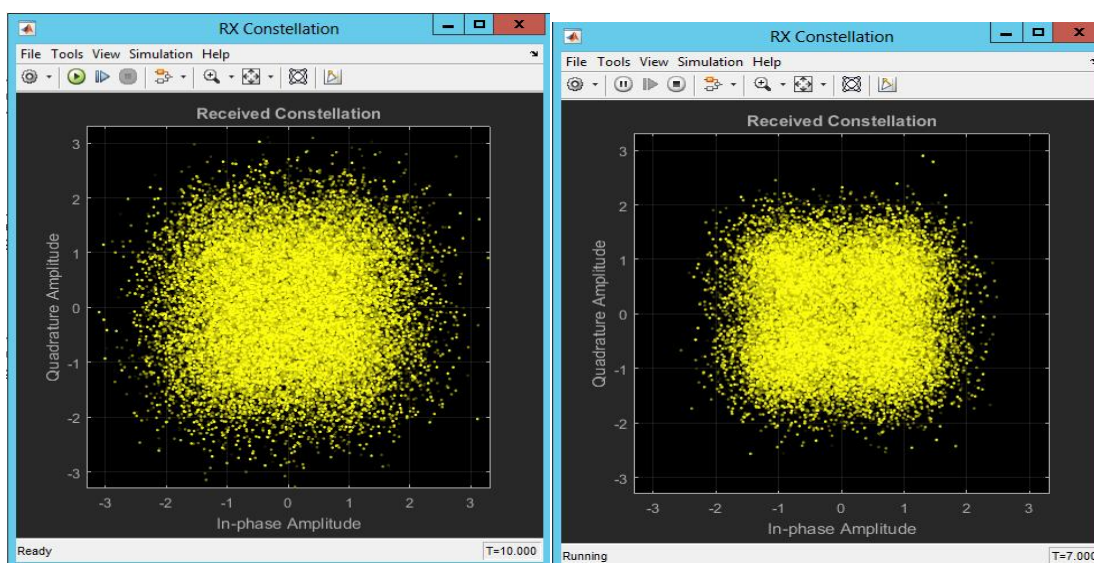 RX Constellation
File Tools View Simulation Help
Received Constellation
3
2
1
0
-1
-2
-3
Quadrature Amplitude
-3 -2 -1 0 1 2 3
In-phase Amplitude
Ready T=10.000
RX Constellation
File Tools View Simulation Help
Received Constellation
3
2
1
0
-1
-2
-3
Quadrature Amplitude
-3 -2 -1 0 1 2 3
In-phase Amplitude
Running T=7.000